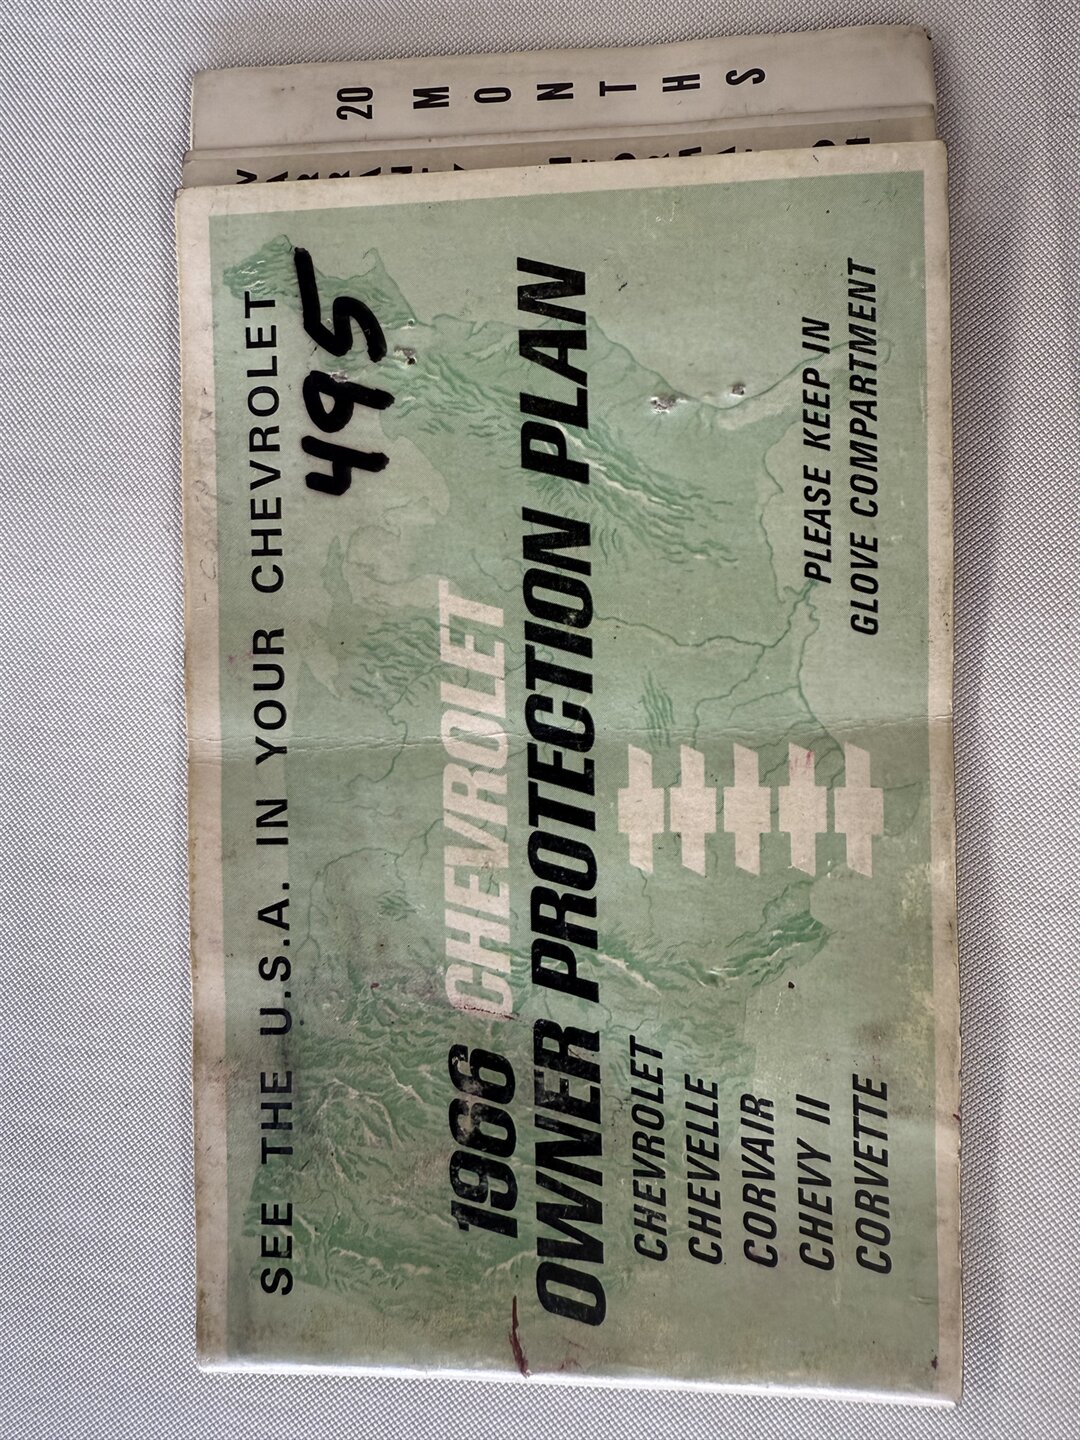 SEE THE U.S.A. IN YOUR CHEVROLET
495
1966 CHEVROLET
OWNER PROTECTION PLAN
CHEVROLET
CHEVELLE
CORVAIR
CHEVY II
CORVETTE
PLEASE KEEP IN
GLOVE COMPARTMENT
20
MONTHS